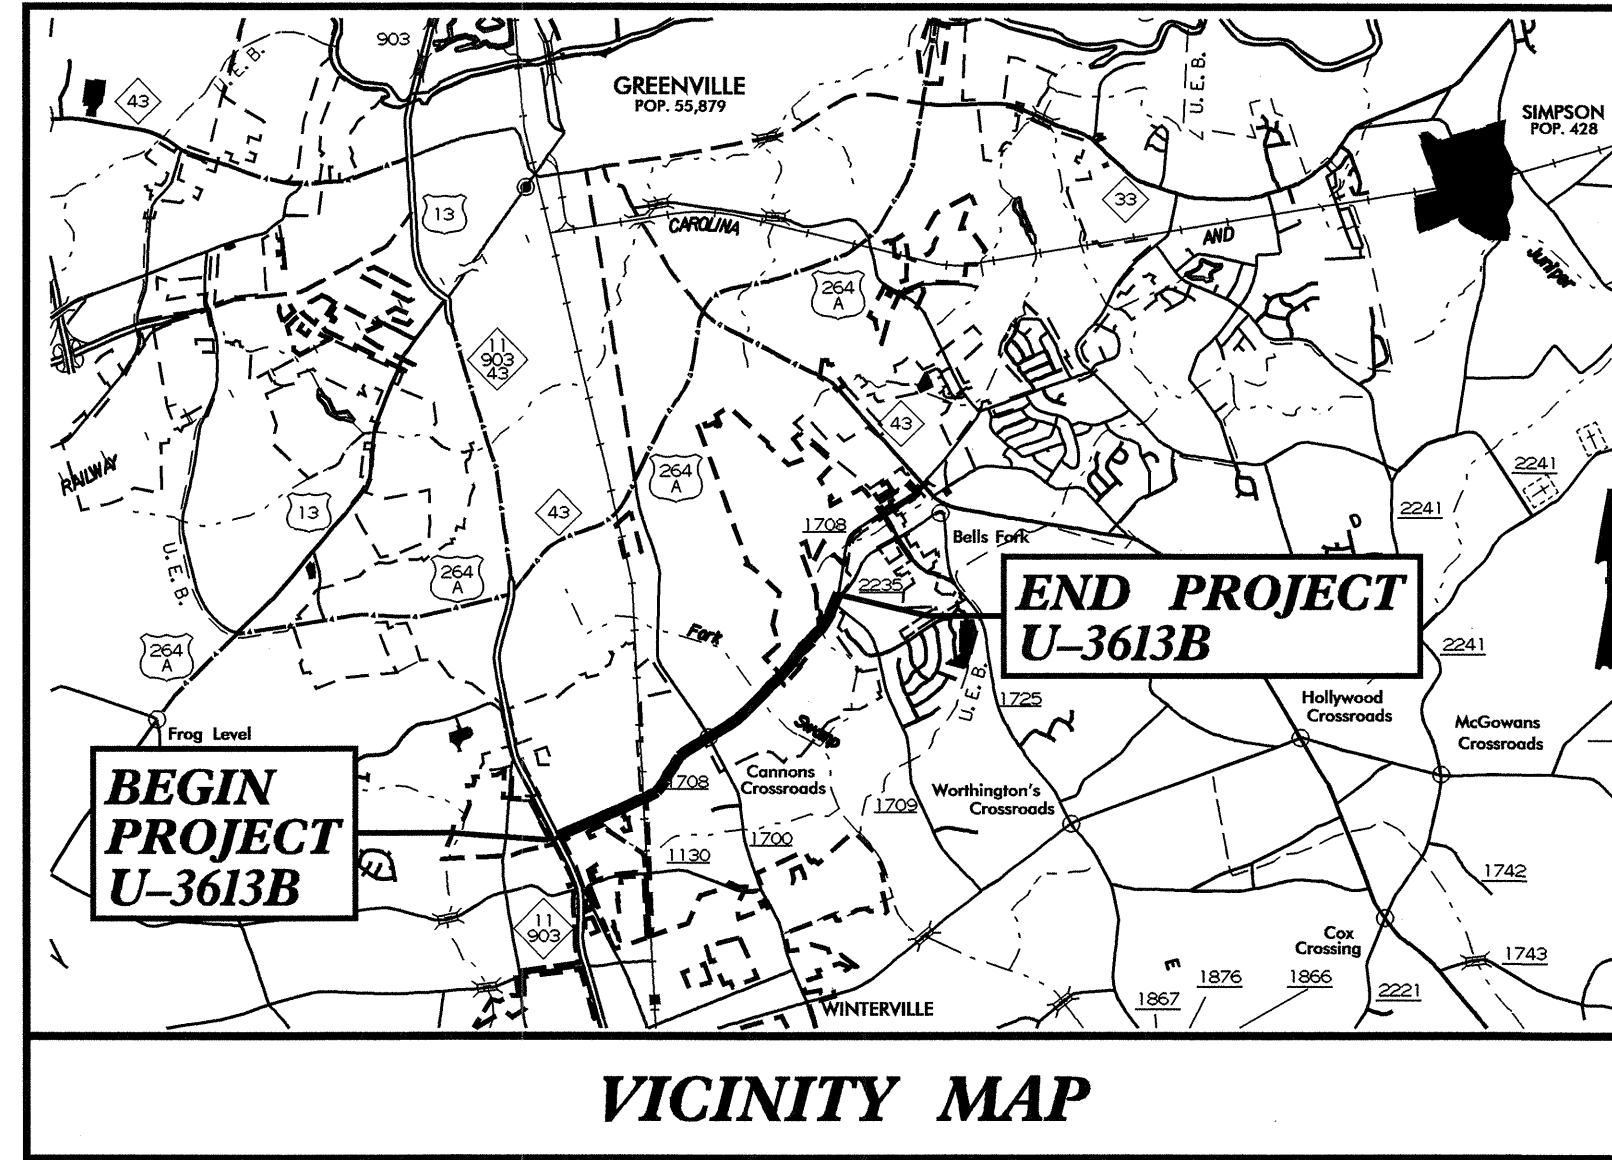 903
U. E. B.
43
GREENVILLE
POP. 55,879
U. E. B.
SIMPSON
POP. 428
13
33
CAROLINA
AND
Juniper
264
A
11
903
43
43
RAILWAY
264
A
2241
13
43
1708
2241
Bells Fork
U. E. B.
264
A
2235
END PROJECT
U–3613B
Fork
264
A
2241
U. E. B.
1725
Hollywood
Crossroads
McGowans
Crossroads
Frog Level
Swamp
BEGIN
PROJECT
U–3613B
1708
Cannons
Crossroads
1709
Worthington's
Crossroads
1700
1130
1742
11
903
Cox
Crossing
1743
1876
1866
1867
2221
WINTERVILLE
VICINITY MAP